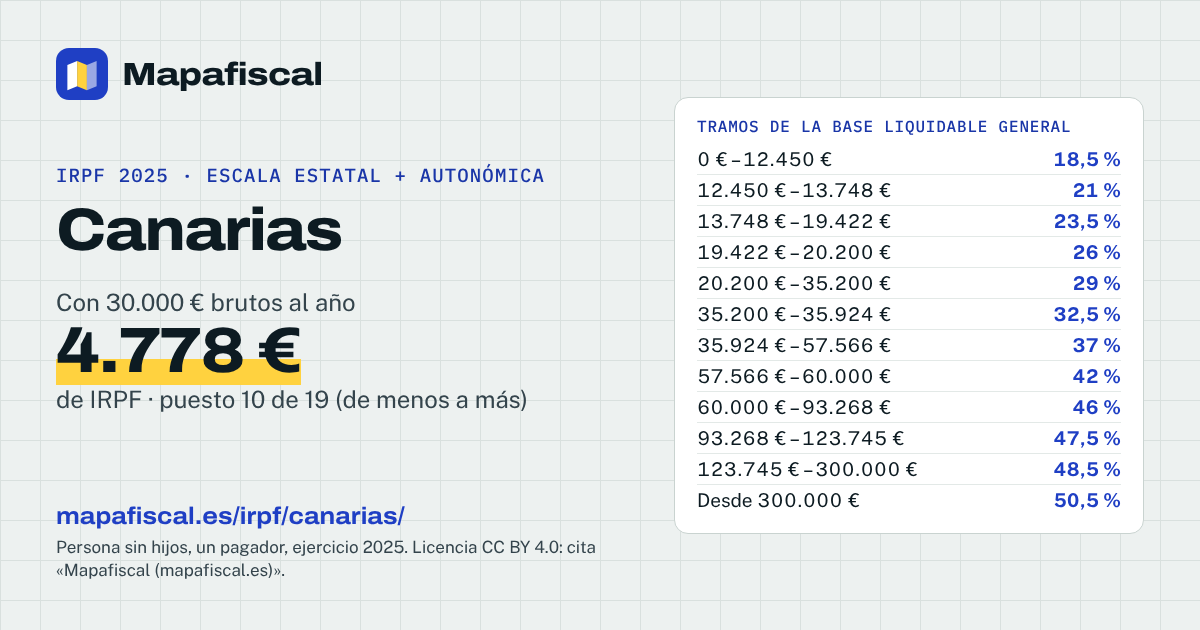 Mapafiscal
IRPF 2025 · ESCALA ESTATAL + AUTONÓMICA
Canarias
Con 30.000 € brutos al año
4.778 €
de IRPF · puesto 10 de 19 (de menos a más)
mapafiscal.es/irpf/canarias/
Persona sin hijos, un pagador, ejercicio 2025. Licencia CC BY 4.0: cita
«Mapafiscal (mapafiscal.es)».
TRAMOS DE LA BASE LIQUIDABLE GENERAL
0 €–12.450 € 18,5 %
12.450 €–13.748 € 21 %
13.748 €–19.422 € 23,5 %
19.422 €–20.200 € 26 %
20.200 €–35.200 € 29 %
35.200 €–35.924 € 32,5 %
35.924 €–57.566 € 37 %
57.566 €–60.000 € 42 %
60.000 €–93.268 € 46 %
93.268 €–123.745 € 47,5 %
123.745 €–300.000 € 48,5 %
Desde 300.000 € 50,5 %